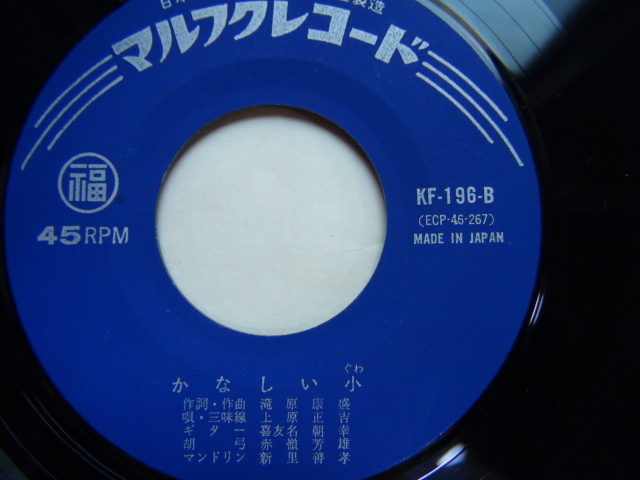 マルフクレコード
福
45RPM
KF-196-B
(ECP-46-267)
MADE IN JAPAN
ぐわ
かなしい小
作詞・作曲 滝原康盛
唄・三味線 上原正吉
ギター 喜友名朝幸
胡弓 赤嶺芳雄
マンドリン 新里善孝